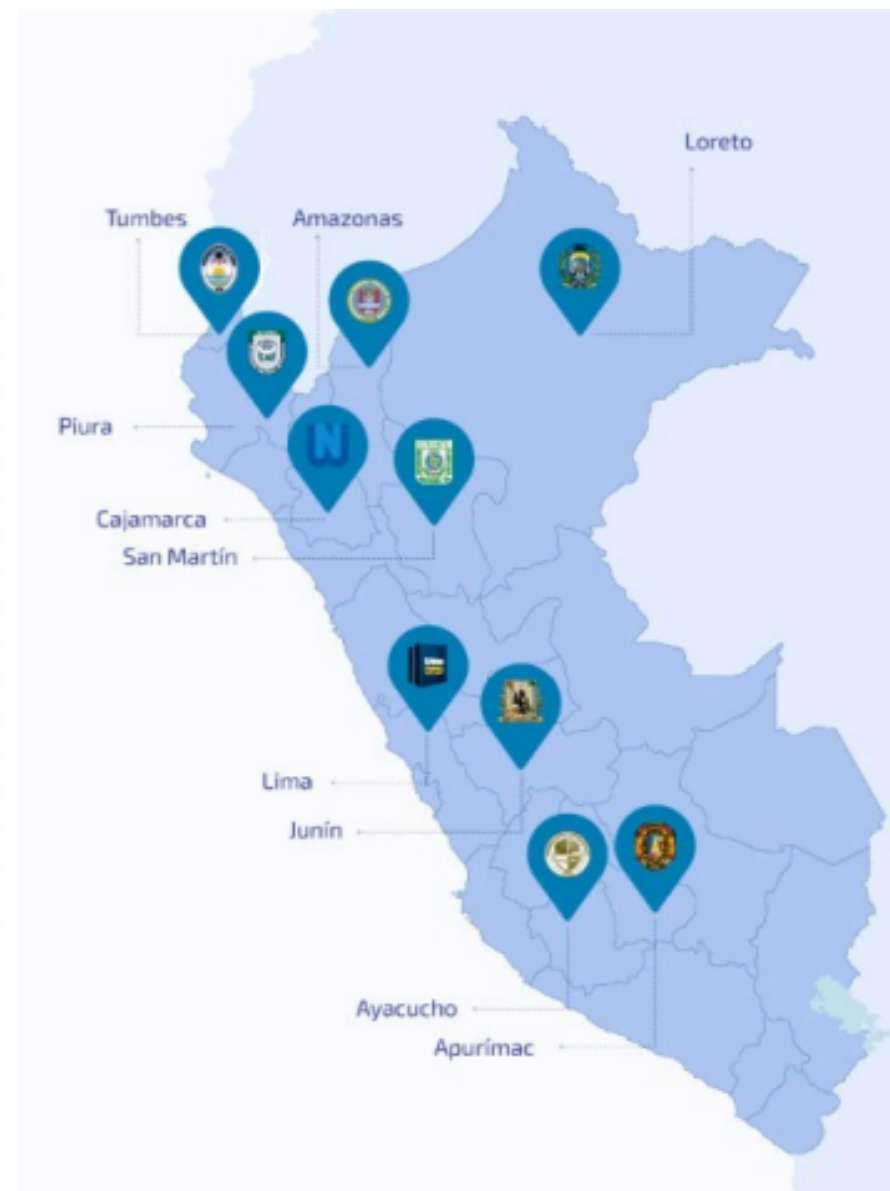 Loreto
Tumbes
Amazonas
Piura
N
Cajamarca
San Martín
Lima
Junín
Ayacucho
Apurímac